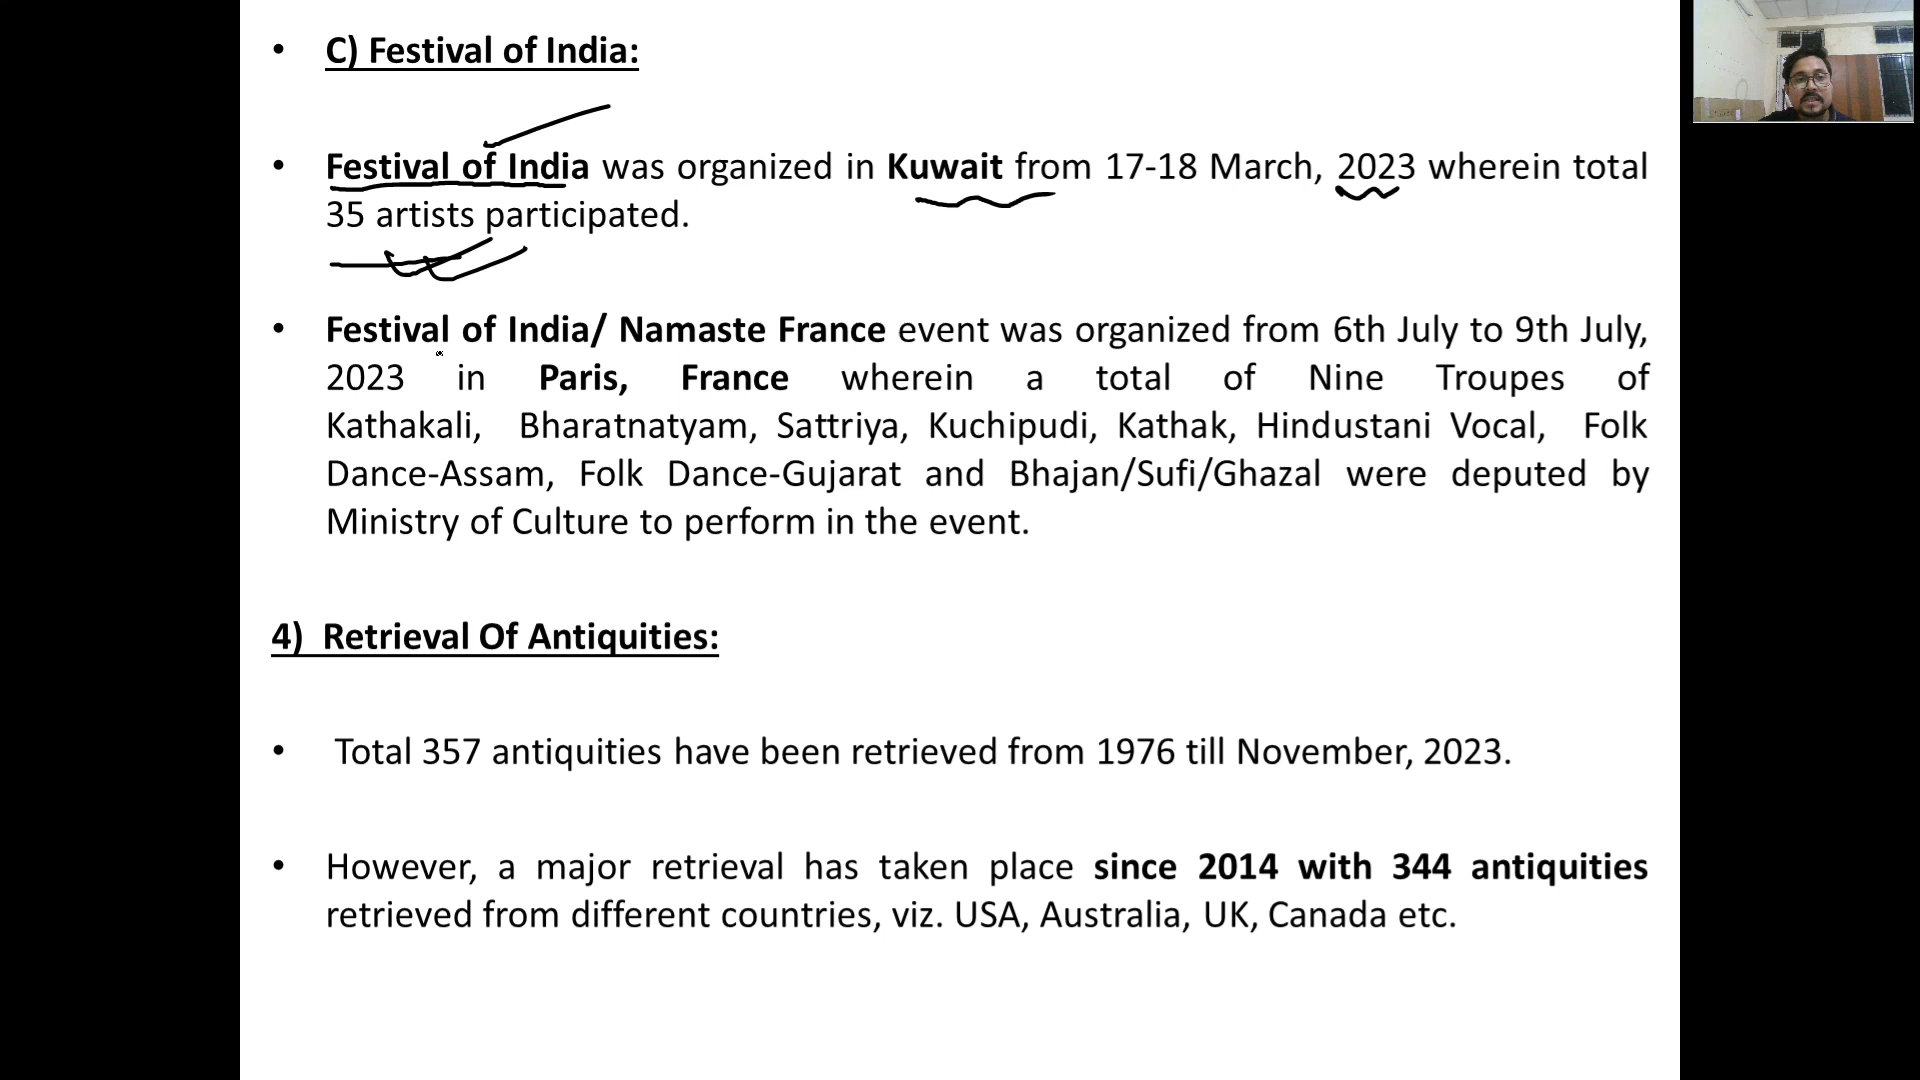 • C) Festival of India:
• Festival of India was organized in Kuwait from 17-18 March, 2023 wherein total
35 artists participated.
• Festival of India/ Namaste France event was organized from 6th July to 9th July,
2023 in Paris, France wherein a total of Nine Troupes of
Kathakali, Bharatnatyam, Sattriya, Kuchipudi, Kathak, Hindustani Vocal, Folk
Dance-Assam, Folk Dance-Gujarat and Bhajan/Sufi/Ghazal were deputed by
Ministry of Culture to perform in the event.
4) Retrieval Of Antiquities:
• Total 357 antiquities have been retrieved from 1976 till November, 2023.
• However, a major retrieval has taken place since 2014 with 344 antiquities
retrieved from different countries, viz. USA, Australia, UK, Canada etc.